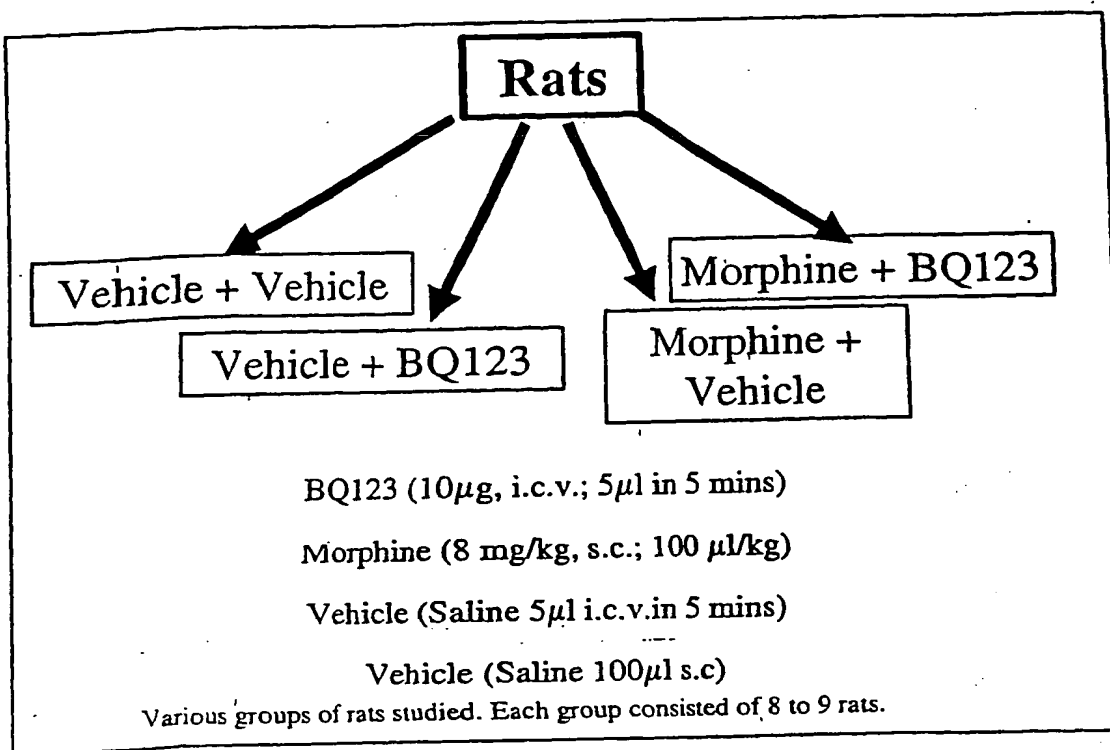 Rats
Vehicle + Vehicle
Vehicle + BQ123
Morphine + BQ123
Morphine +
Vehicle
BQ123 (10μg, i.c.v.; 5μl in 5 mins)
Morphine (8 mg/kg, s.c.; 100 μl/kg)
Vehicle (Saline 5μl i.c.v.in 5 mins)
Vehicle (Saline 100μl s.c)
Various groups of rats studied. Each group consisted of 8 to 9 rats.